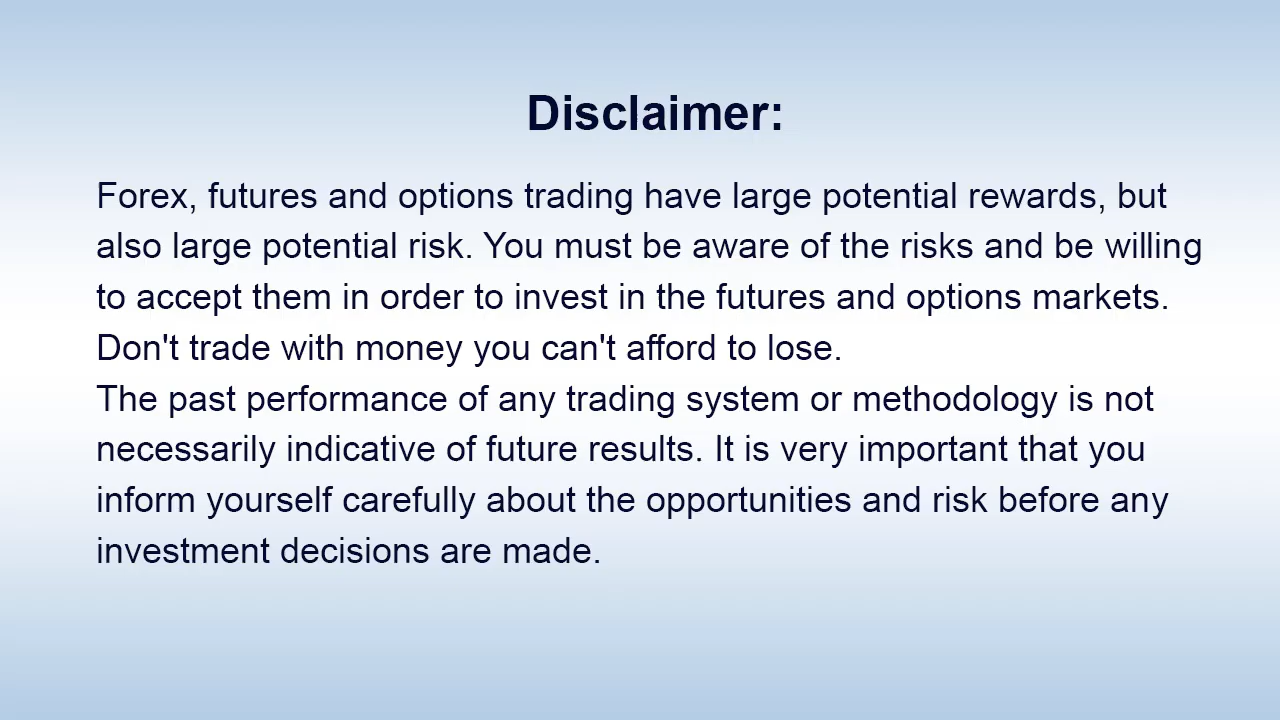 Disclaimer:
Forex, futures and options trading have large potential rewards, but
also large potential risk. You must be aware of the risks and be willing
to accept them in order to invest in the futures and options markets.
Don't trade with money you can't afford to lose.
The past performance of any trading system or methodology is not
necessarily indicative of future results. It is very important that you
inform yourself carefully about the opportunities and risk before any
investment decisions are made.